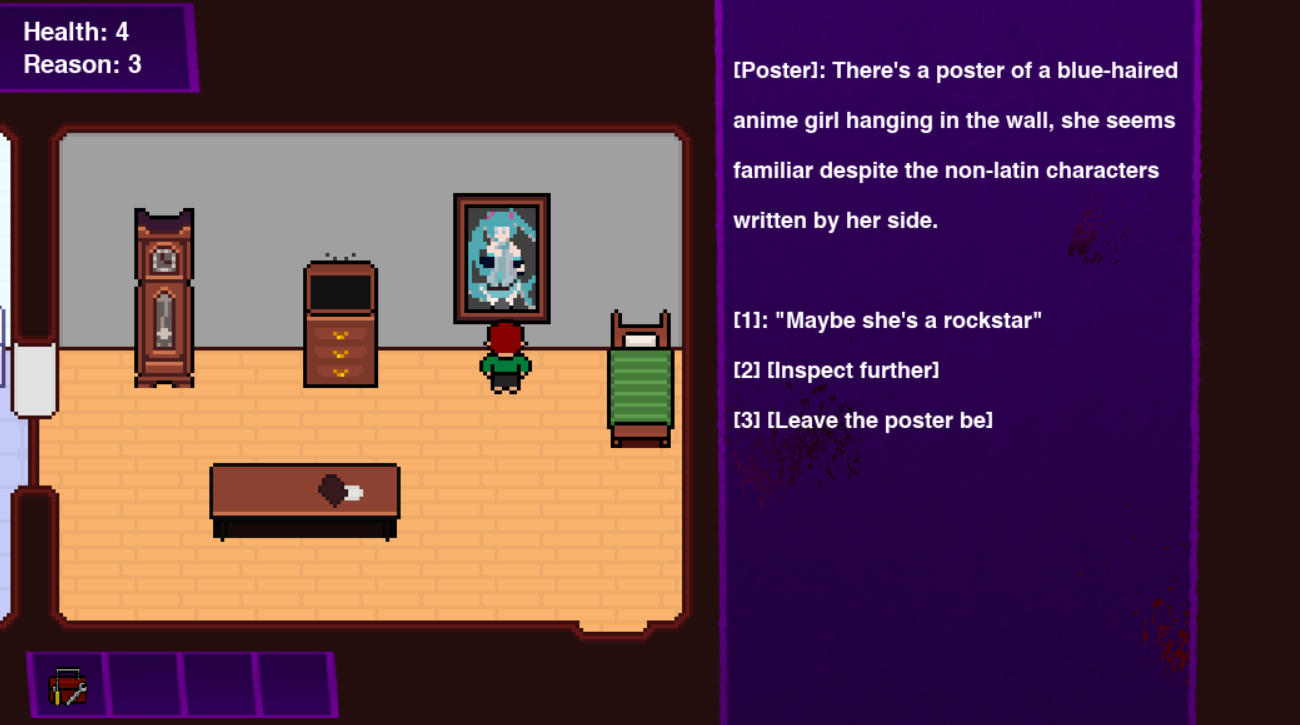 Health: 4
Reason: 3
[Poster]: There's a poster of a blue-haired
anime girl hanging in the wall, she seems
familiar despite the non-latin characters
written by her side.
[1]: "Maybe she's a rockstar"
[2] [Inspect further]
[3] [Leave the poster be]